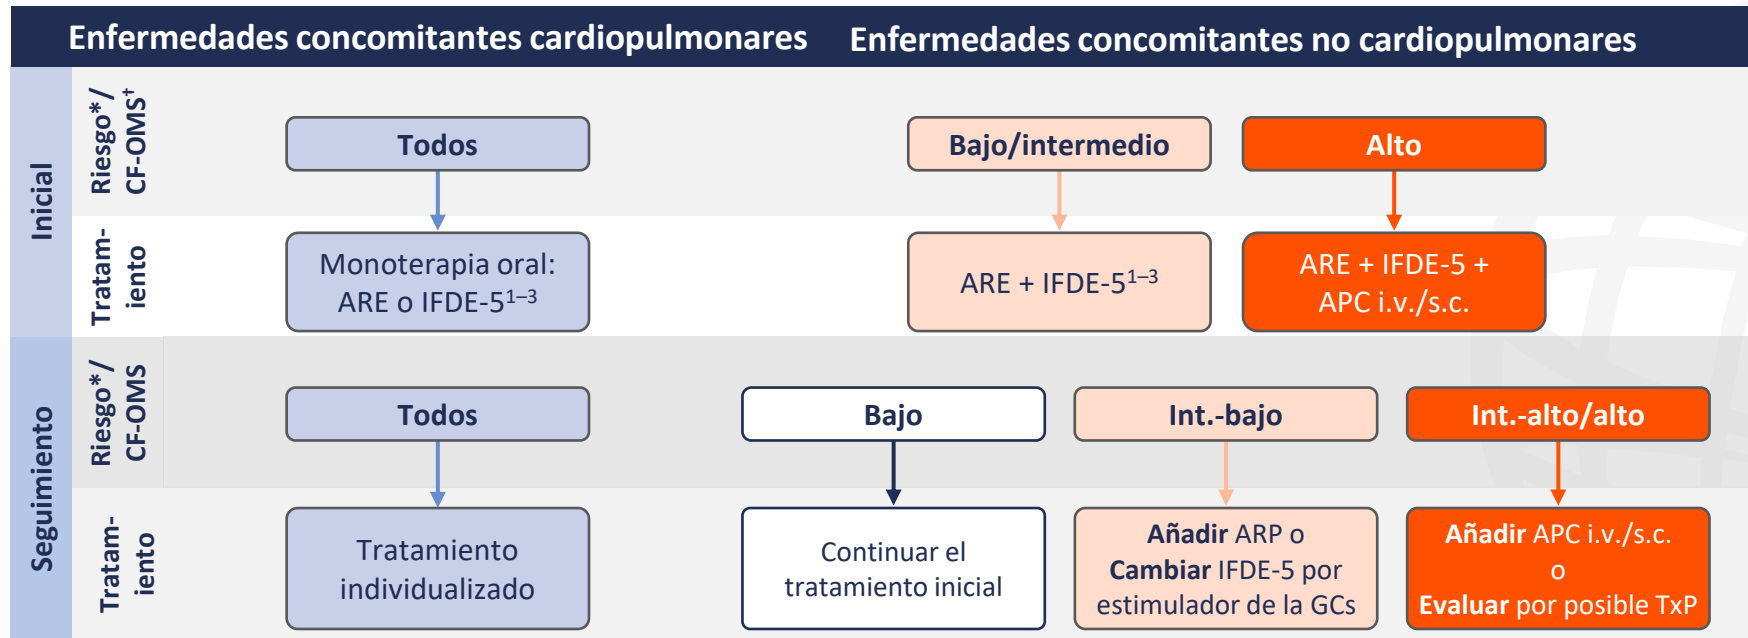 Enfermedades concomitantes cardiopulmonares
Enfermedades concomitantes no cardiopulmonares
Inicial
Riesgo*/
CF-OMS†
Todos
Bajo/intermedio
Alto
Tratam-
iento
Monoterapia oral:
ARE o IFDE-5¹⁻³
ARE + IFDE-5¹⁻³
ARE + IFDE-5 +
APC i.v./s.c.
Seguimiento
Riesgo*/
CF-OMS
Todos
Bajo
Int.-bajo
Int.-alto/alto
Tratam-
iento
Tratamiento
individualizado
Continuar el
tratamiento inicial
Añadir ARP o
Cambiar IFDE-5 por
estimulador de la GCs
Añadir APC i.v./s.c.
o
Evaluar por posible TxP